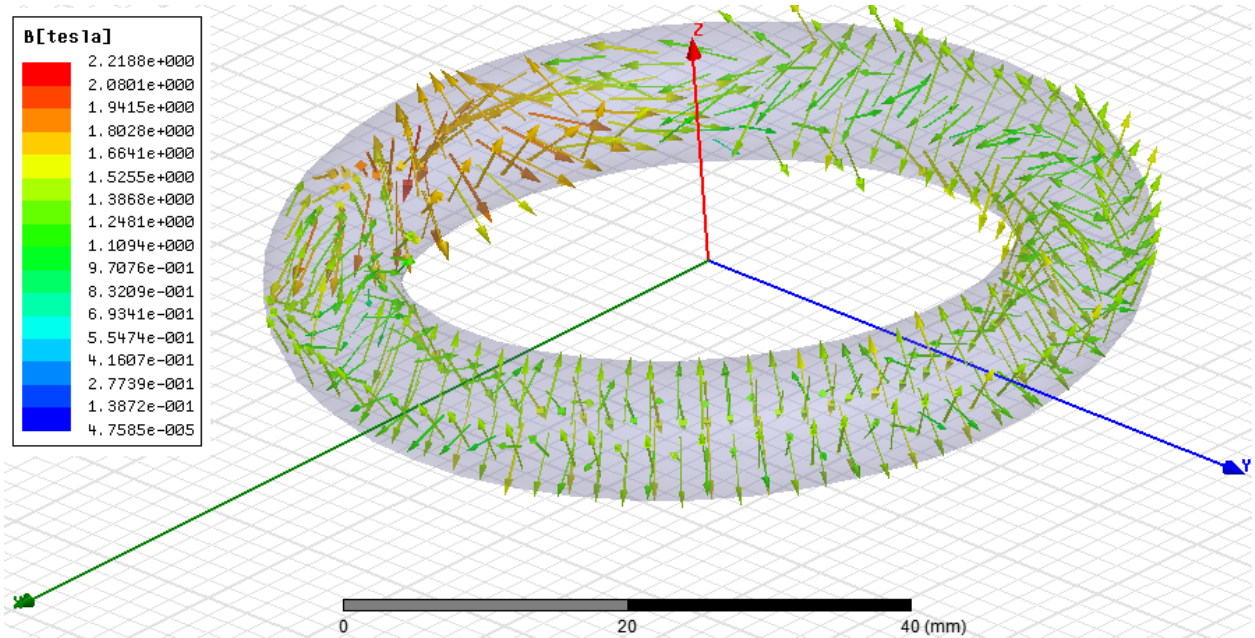 B[tesla]
2.2188e+000
2.0801e+000
1.9415e+000
1.8028e+000
1.6641e+000
1.5255e+000
1.3868e+000
1.2481e+000
1.1094e+000
9.7076e-001
8.3209e-001
6.9341e-001
5.5474e-001
4.1607e-001
2.7739e-001
1.3872e-001
4.7585e-005
Z
Y
X
0 20 40 (mm)